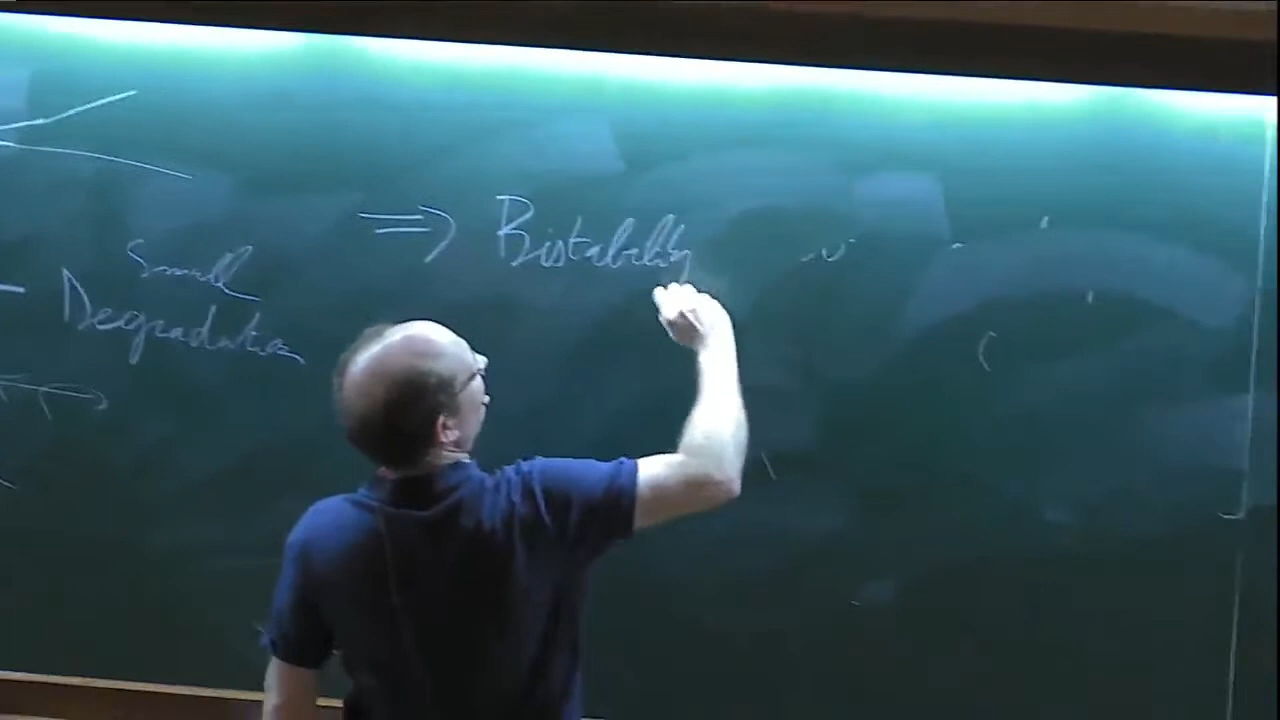 ⇒ Bistability
Small
Degradation